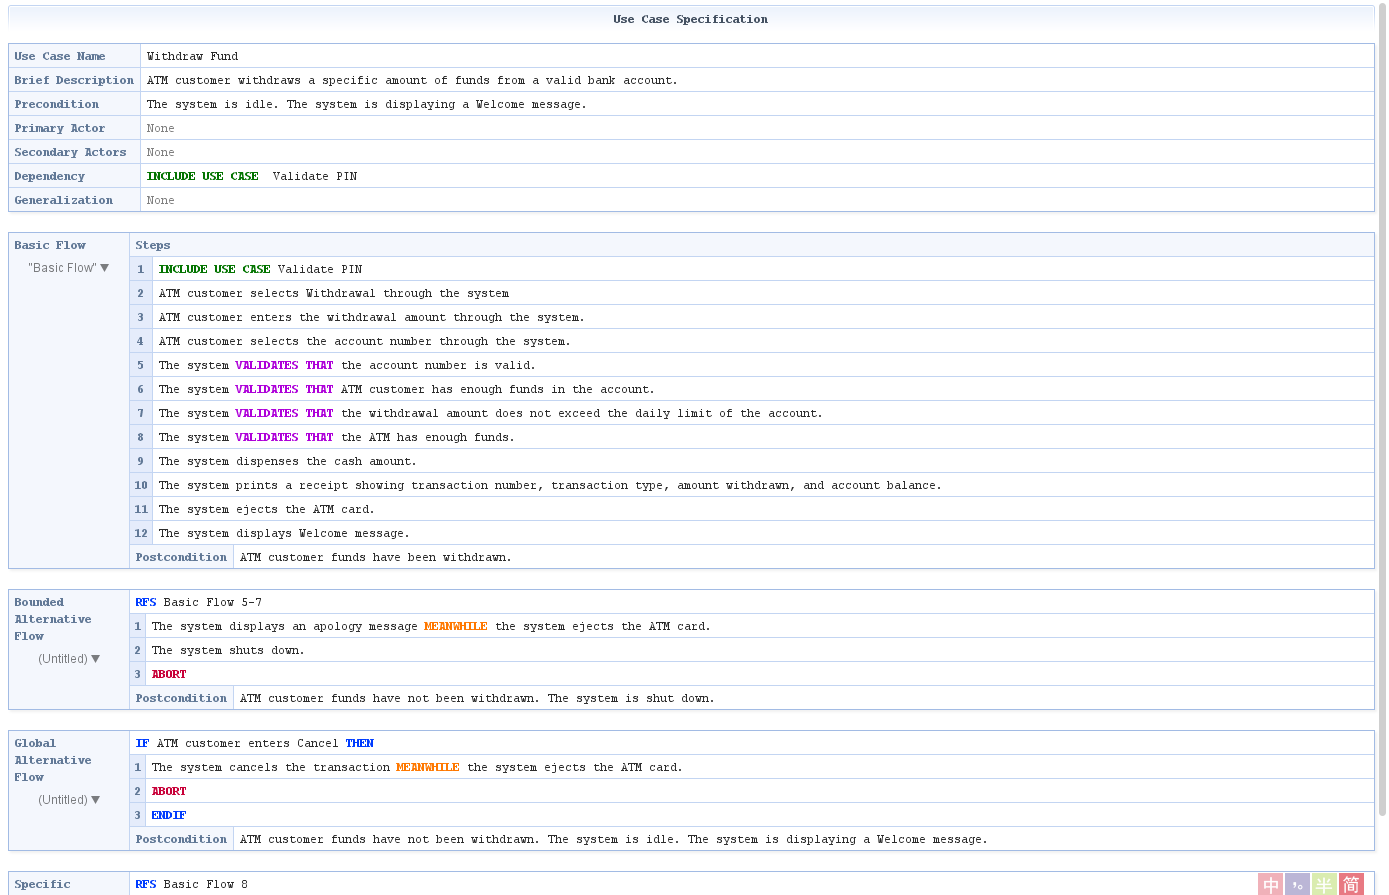 Use Case Specification
Use Case Name Withdraw Fund
Brief Description ATM customer withdraws a specific amount of funds from a valid bank account.
Precondition The system is idle. The system is displaying a Welcome message.
Primary Actor None
Secondary Actors None
Dependency INCLUDE USE CASE Validate PIN
Generalization None
Basic Flow Steps
"Basic Flow" ▼
1 INCLUDE USE CASE Validate PIN
2 ATM customer selects Withdrawal through the system
3 ATM customer enters the withdrawal amount through the system.
4 ATM customer selects the account number through the system.
5 The system VALIDATES THAT the account number is valid.
6 The system VALIDATES THAT ATM customer has enough funds in the account.
7 The system VALIDATES THAT the withdrawal amount does not exceed the daily limit of the account.
8 The system VALIDATES THAT the ATM has enough funds.
9 The system dispenses the cash amount.
10 The system prints a receipt showing transaction number, transaction type, amount withdrawn, and account balance.
11 The system ejects the ATM card.
12 The system displays Welcome message.
Postcondition ATM customer funds have been withdrawn.
Bounded
Alternative
Flow
(Untitled) ▼
RFS Basic Flow 5-7
1 The system displays an apology message MEANWHILE the system ejects the ATM card.
2 The system shuts down.
3 ABORT
Postcondition ATM customer funds have not been withdrawn. The system is shut down.
Global
Alternative
Flow
(Untitled) ▼
IF ATM customer enters Cancel THEN
1 The system cancels the transaction MEANWHILE the system ejects the ATM card.
2 ABORT
3 ENDIF
Postcondition ATM customer funds have not been withdrawn. The system is idle. The system is displaying a Welcome message.
Specific RFS Basic Flow 8
中 °, 半 简